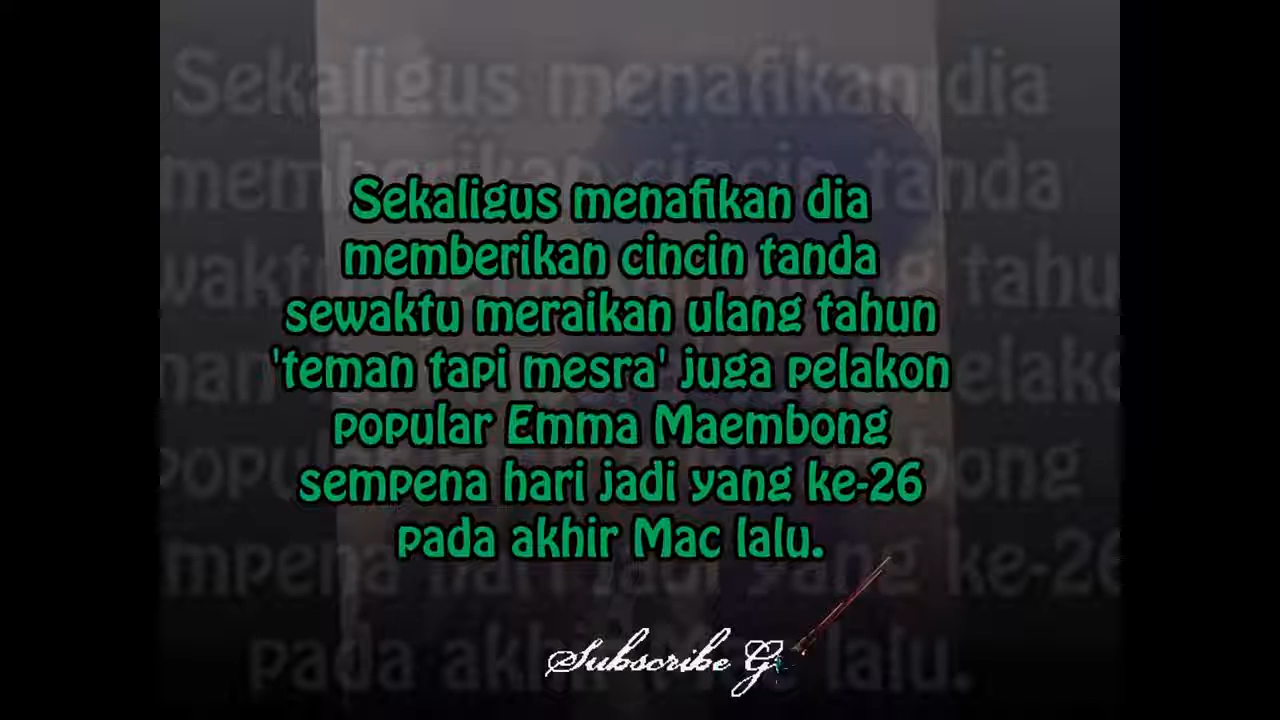 Sekaligus menafikan dia
memberikan cincin tanda
sewaktu meraikan ulang tahun
'teman tapi mesra' juga pelakon
popular Emma Maembong
sempena hari jadi yang ke-26
pada akhir Mac lalu.
Subscribe G